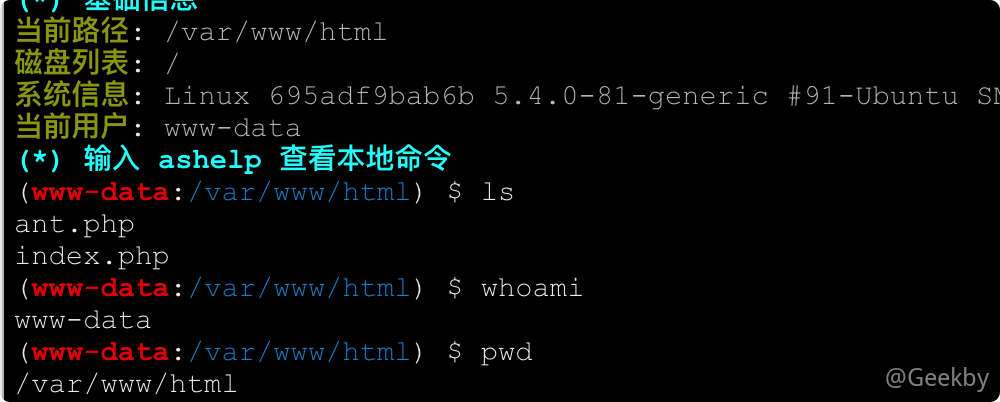 (*) 基础信息
当前路径: /var/www/html
磁盘列表: /
系统信息: Linux 695adf9bab6b 5.4.0-81-generic #91-Ubuntu SM
当前用户: www-data
(*) 输入 ashelp 查看本地命令
(www-data:/var/www/html) $ ls
ant.php
index.php
(www-data:/var/www/html) $ whoami
www-data
(www-data:/var/www/html) $ pwd
/var/www/html
@Geekby